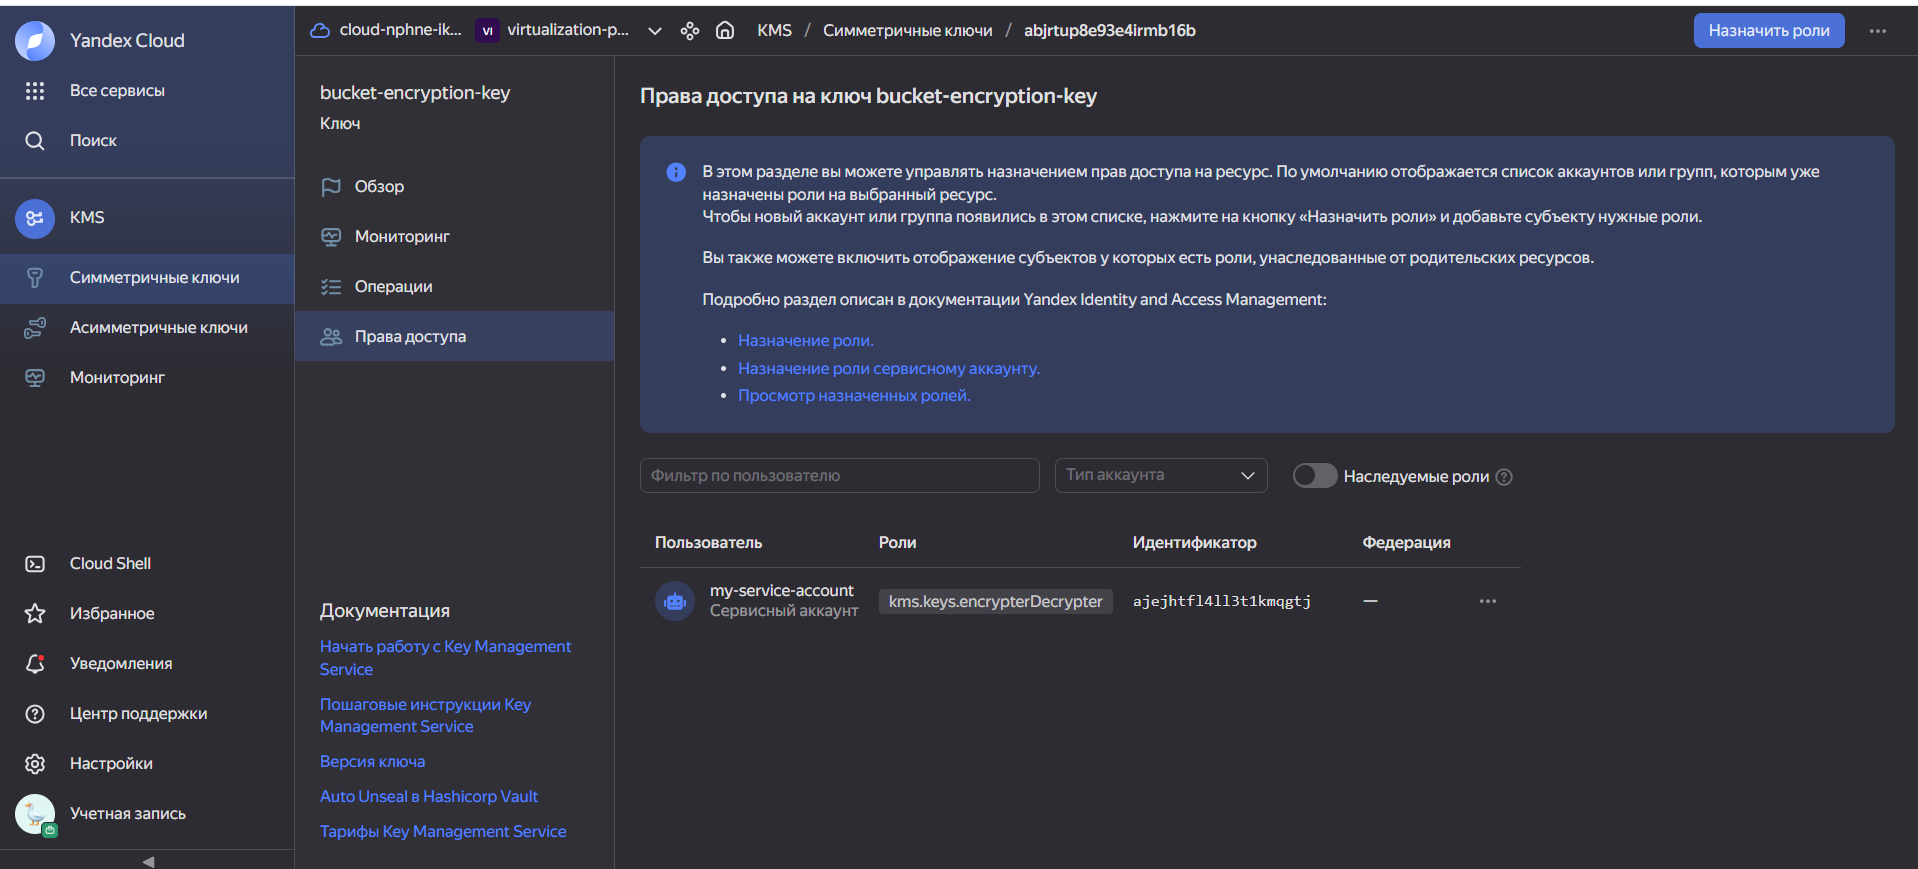 Yandex Cloud
Все сервисы
Поиск
KMS
Симметричные ключи
Асимметричные ключи
Мониторинг
Cloud Shell
Избранное
Уведомления
Центр поддержки
Настройки
Учетная запись
cloud-nphne-ik... VI virtualization-p... KMS / Симметричные ключи / abjrtup8e93e4irmb16b
Назначить роли
bucket-encryption-key
Ключ
Обзор
Мониторинг
Операции
Права доступа
Документация
Начать работу с Key Management
Service
Пошаговые инструкции Key
Management Service
Версия ключа
Auto Unseal в Hashicorp Vault
Тарифы Key Management Service
Права доступа на ключ bucket-encryption-key
В этом разделе вы можете управлять назначением прав доступа на ресурс. По умолчанию отображается список аккаунтов или групп, которым уже
назначены роли на выбранный ресурс.
Чтобы новый аккаунт или группа появились в этом списке, нажмите на кнопку «Назначить роли» и добавьте субъекту нужные роли.
Вы также можете включить отображение субъектов у которых есть роли, унаследованные от родительских ресурсов.
Подробно раздел описан в документации Yandex Identity and Access Management:
• Назначение роли.
• Назначение роли сервисному аккаунту.
• Просмотр назначенных ролей.
Фильтр по пользователю
Тип аккаунта
Наследуемые роли
Пользователь Роли Идентификатор Федерация
my-service-account
Сервисный аккаунт
kms.keys.encrypterDecrypter
ajejhtfl4ll3t1kmqgtj
—